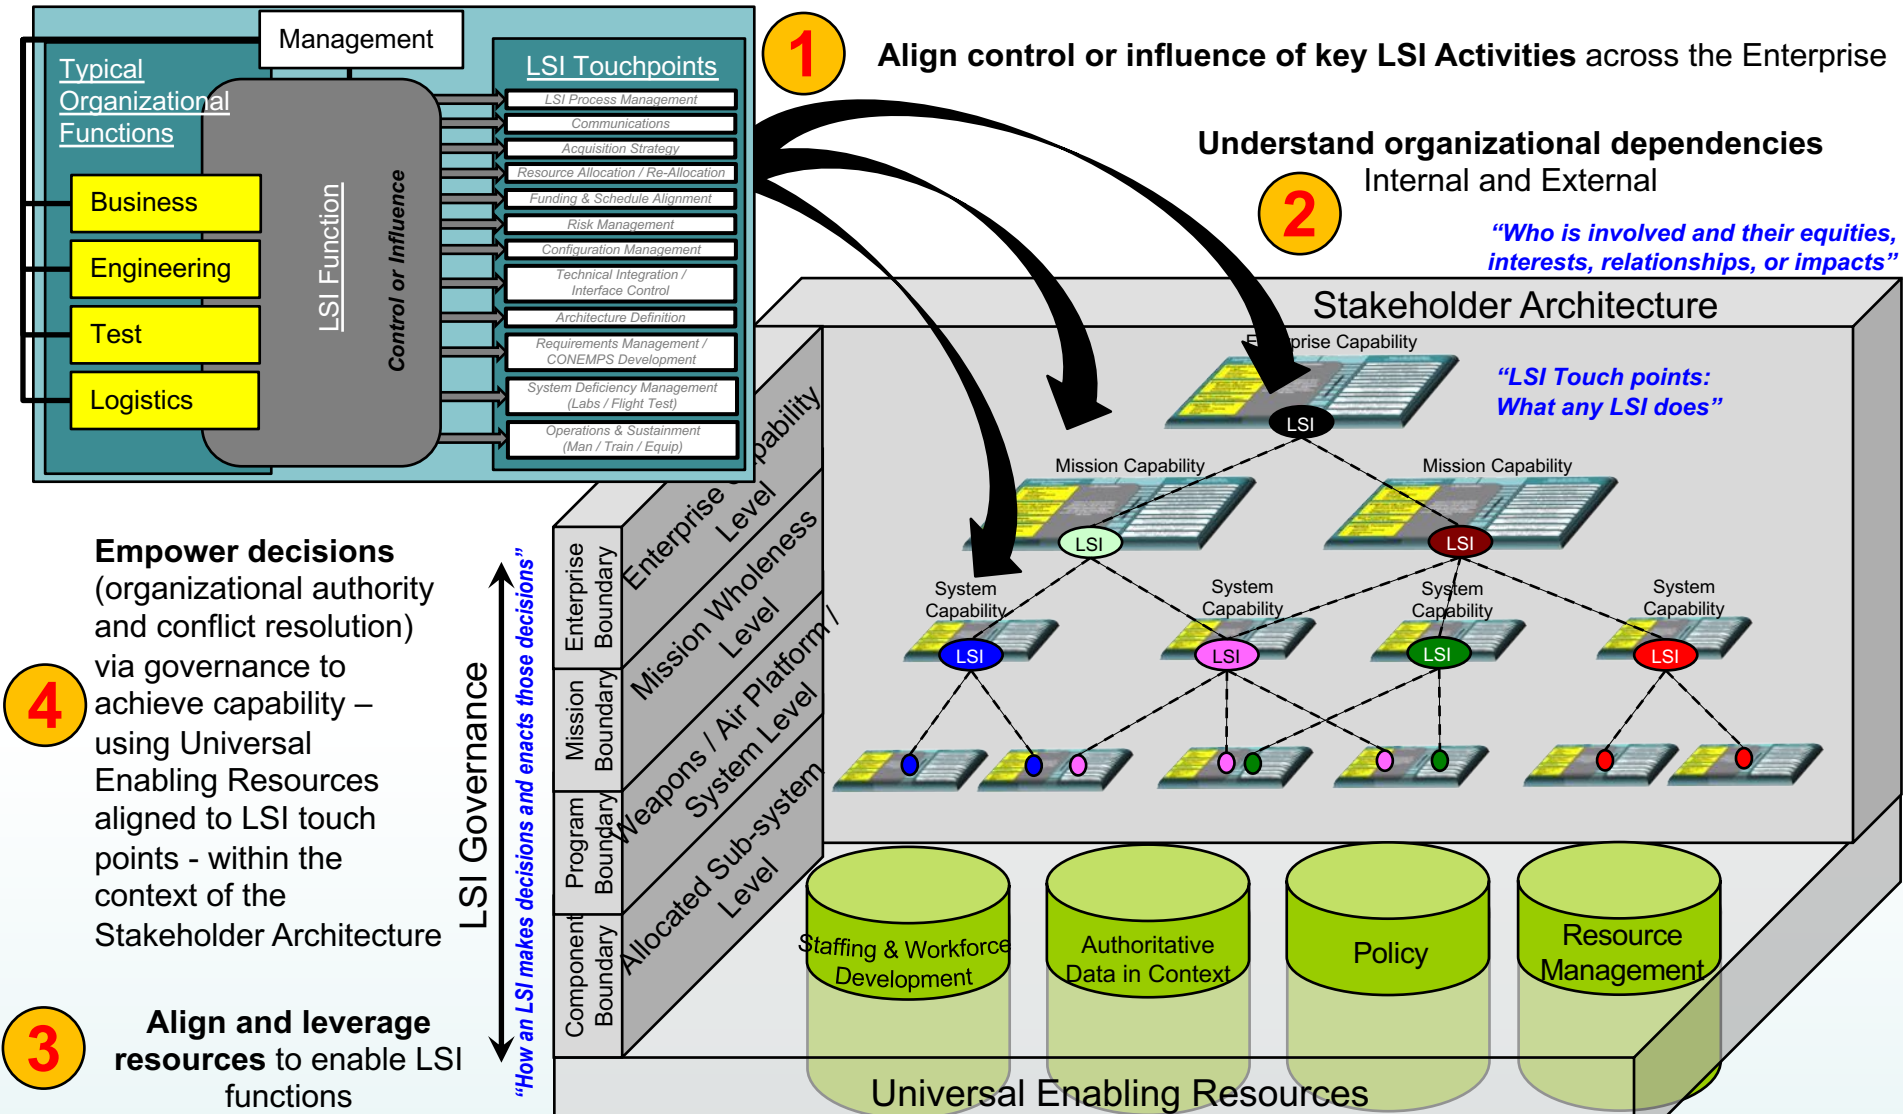 Management
Typical
Organizational
Functions
Business
Engineering
Test
Logistics
LSI Function
Control or Influence
LSI Touchpoints
LSI Process Management
Communications
Acquisition Strategy
Resource Allocation / Re-Allocation
Funding & Schedule Alignment
Risk Management
Configuration Management
Technical Integration /
Interface Control
Architecture Definition
Requirements Management /
CONEMPS Development
System Deficiency Management
(Labs / Flight Test)
Operations & Sustainment
(Man / Train / Equip)
1
Align control or influence of key LSI Activities across the Enterprise
Understand organizational dependencies
Internal and External
2
“Who is involved and their equities,
interests, relationships, or impacts”
Stakeholder Architecture
Enterprise Capability
“LSI Touch points:
What any LSI does”
LSI
Mission Capability
Mission Capability
LSI
LSI
System
Capability
System
Capability
System
Capability
System
Capability
LSI
LSI
LSI
LSI
4
Empower decisions
(organizational authority
and conflict resolution)
via governance to
achieve capability –
using Universal
Enabling Resources
aligned to LSI touch
points - within the
context of the
Stakeholder Architecture
3
Align and leverage
resources to enable LSI
functions
LSI Governance
“How an LSI makes decisions and enacts those decisions”
Enterprise
Boundary
Mission
Boundary
Program
Boundary
Component
Boundary
Enterprise Capability
Level
Mission Wholeness
Level
Weapons / Air Platform /
System Level
Allocated Sub-system
Level
Staffing & Workforce
Development
Authoritative
Data in Context
Policy
Resource
Management
Universal Enabling Resources